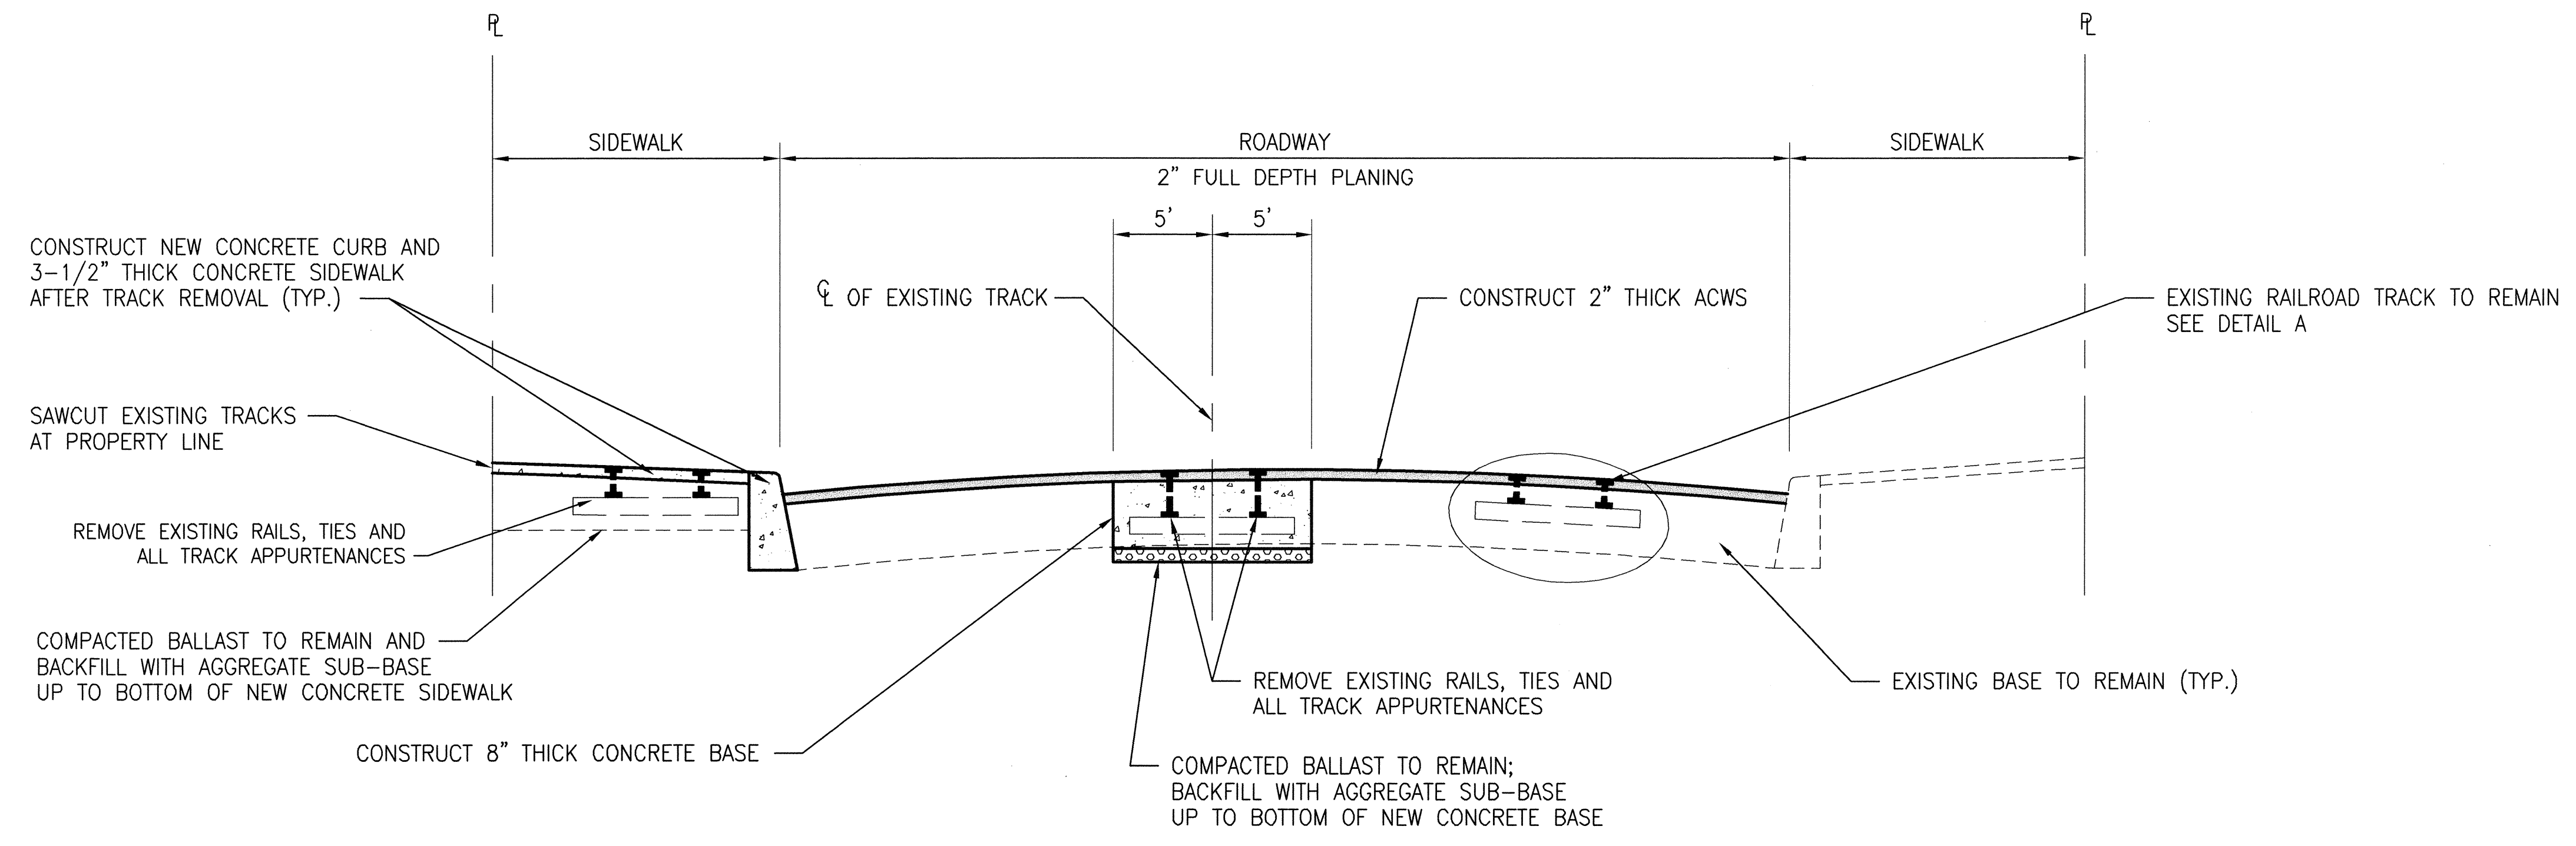 PL
PL
SIDEWALK
ROADWAY
SIDEWALK
2” FULL DEPTH PLANING
5’
5’
CONSTRUCT NEW CONCRETE CURB AND
3-1/2” THICK CONCRETE SIDEWALK
AFTER TRACK REMOVAL (TYP.)
CL OF EXISTING TRACK
CONSTRUCT 2” THICK ACWS
EXISTING RAILROAD TRACK TO REMAIN
SEE DETAIL A
SAWCUT EXISTING TRACKS
AT PROPERTY LINE
REMOVE EXISTING RAILS, TIES AND
ALL TRACK APPURTENANCES
COMPACTED BALLAST TO REMAIN AND
BACKFILL WITH AGGREGATE SUB-BASE
UP TO BOTTOM OF NEW CONCRETE SIDEWALK
REMOVE EXISTING RAILS, TIES AND
ALL TRACK APPURTENANCES
EXISTING BASE TO REMAIN (TYP.)
CONSTRUCT 8” THICK CONCRETE BASE
COMPACTED BALLAST TO REMAIN;
BACKFILL WITH AGGREGATE SUB-BASE
UP TO BOTTOM OF NEW CONCRETE BASE